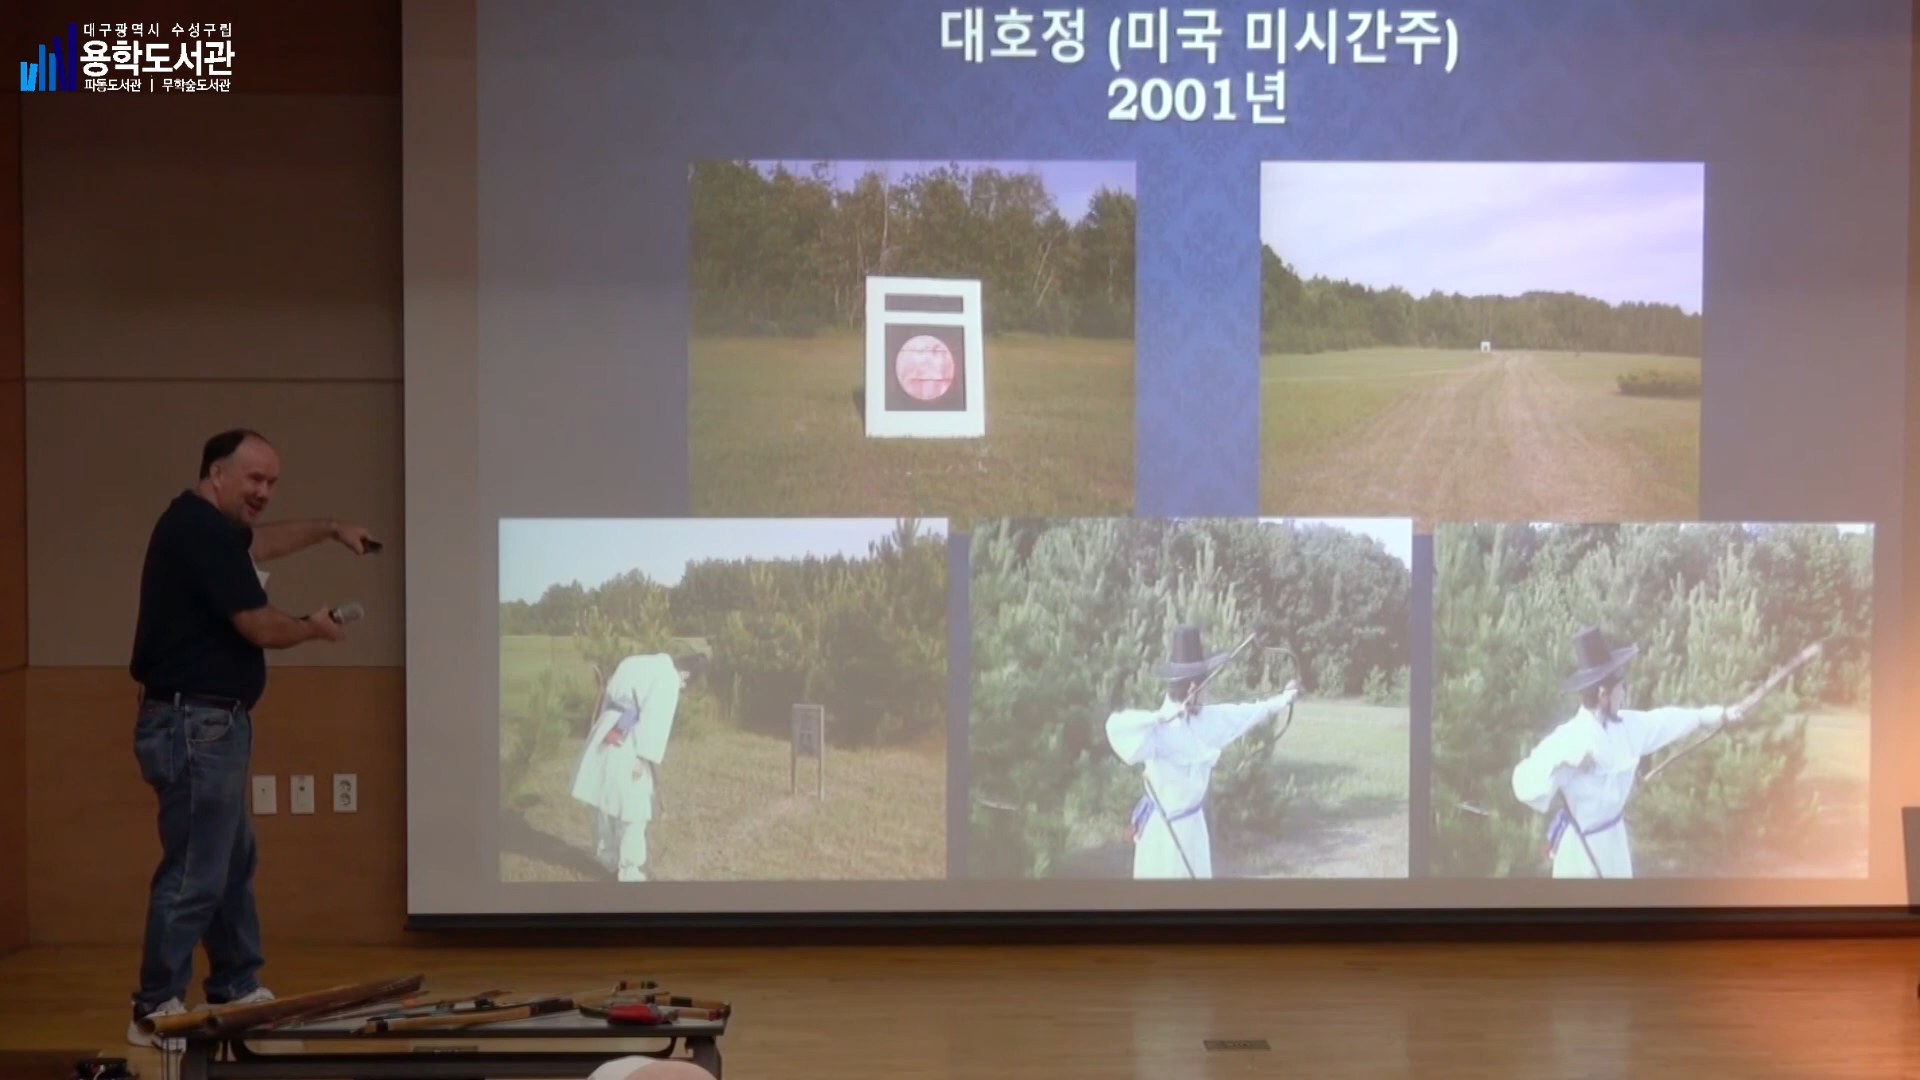 대구광역시 수성구립
용학도서관
파동도서관 | 무학숲도서관
대호정 (미국 미시간주)
2001년